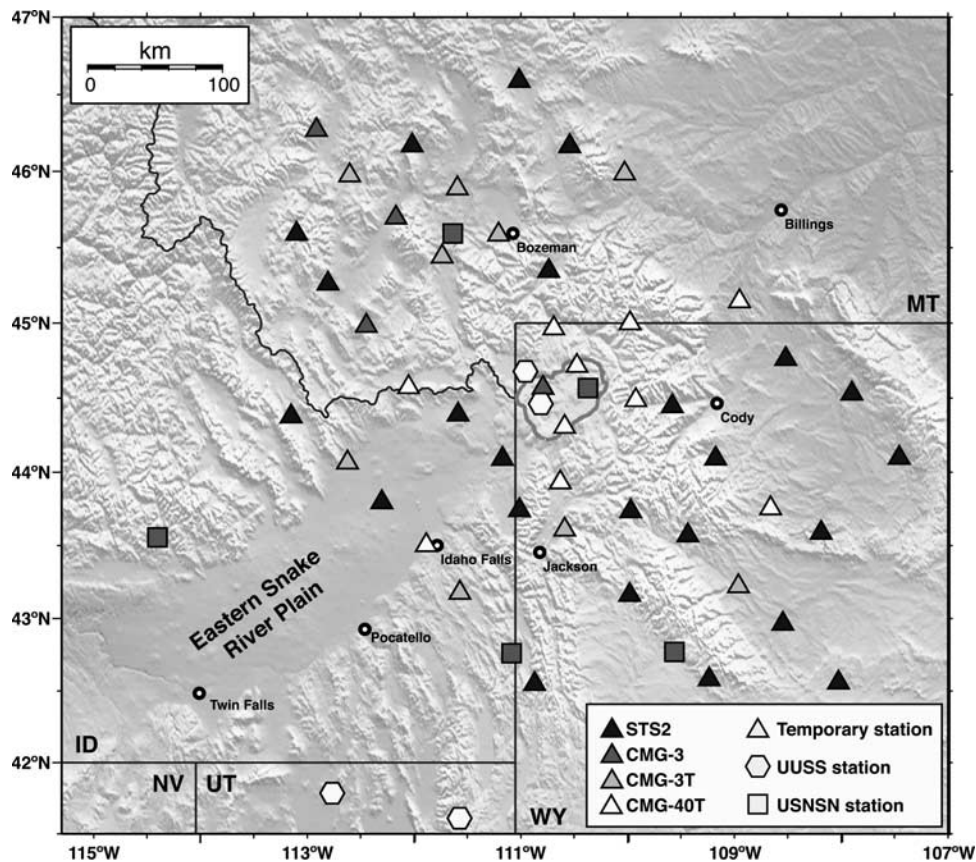 47°N
km
0 100
46°N
Billings
Bozeman
45°N
MT
Cody
44°N
Idaho Falls
Jackson
Eastern Snake
River Plain
43°N
Pocatello
Twin Falls
STS2
Temporary station
CMG-3
ID
CMG-3T
UUSS station
42°N
NV UT
CMG-40T
USNSN station
WY
115°W 113°W 111°W 109°W 107°W